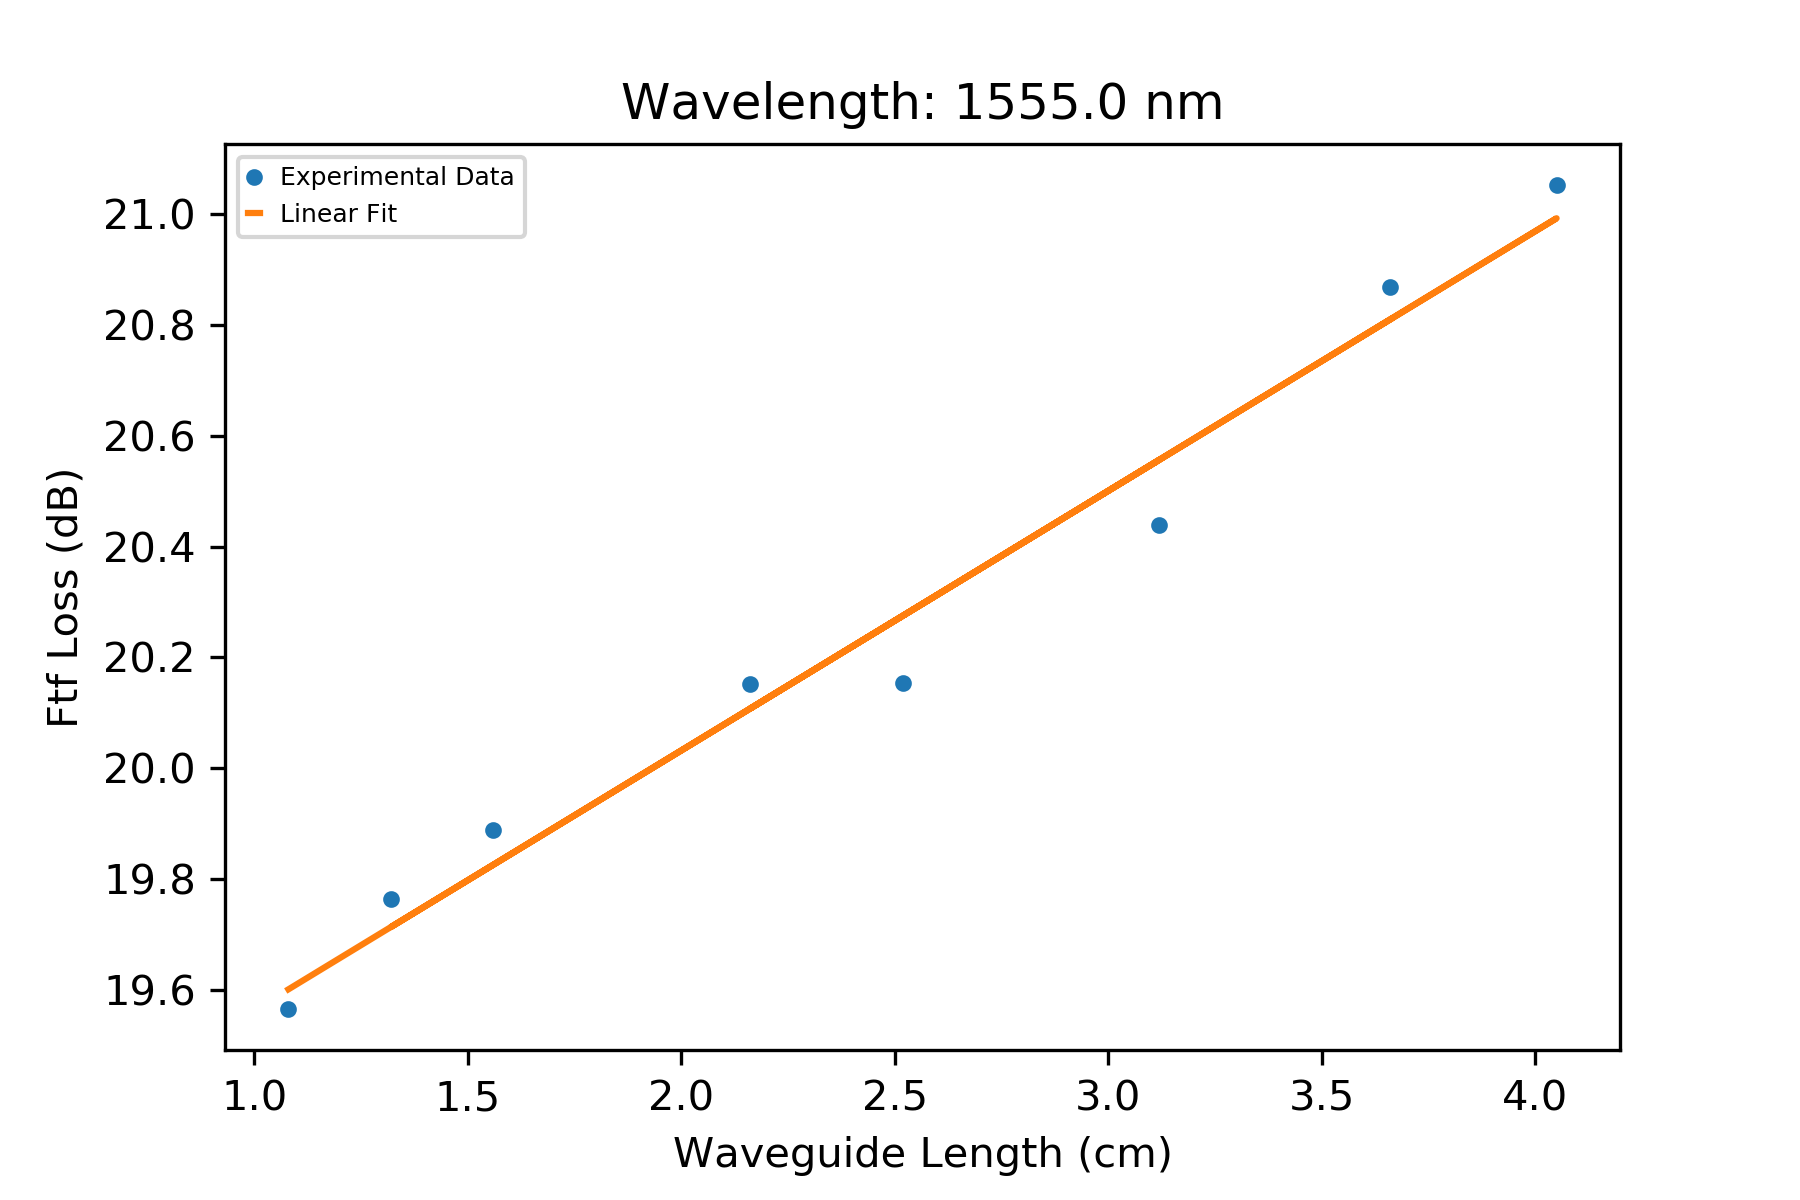 Wavelength: 1555.0 nm
Experimental Data
Linear Fit
21.0
20.8
20.6
20.4
20.2
20.0
19.8
19.6
Ftf Loss (dB)
1.0 1.5 2.0 2.5 3.0 3.5 4.0
Waveguide Length (cm)